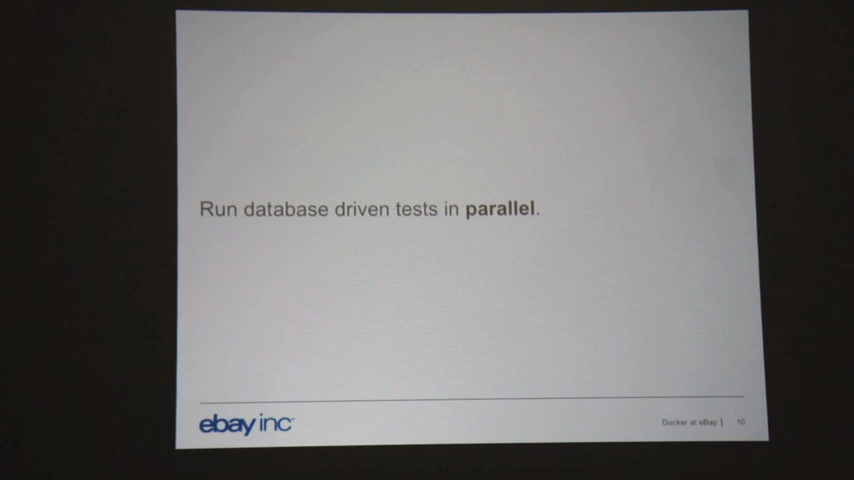 Run database driven tests in parallel.
ebay inc
Docker at eBay | 10